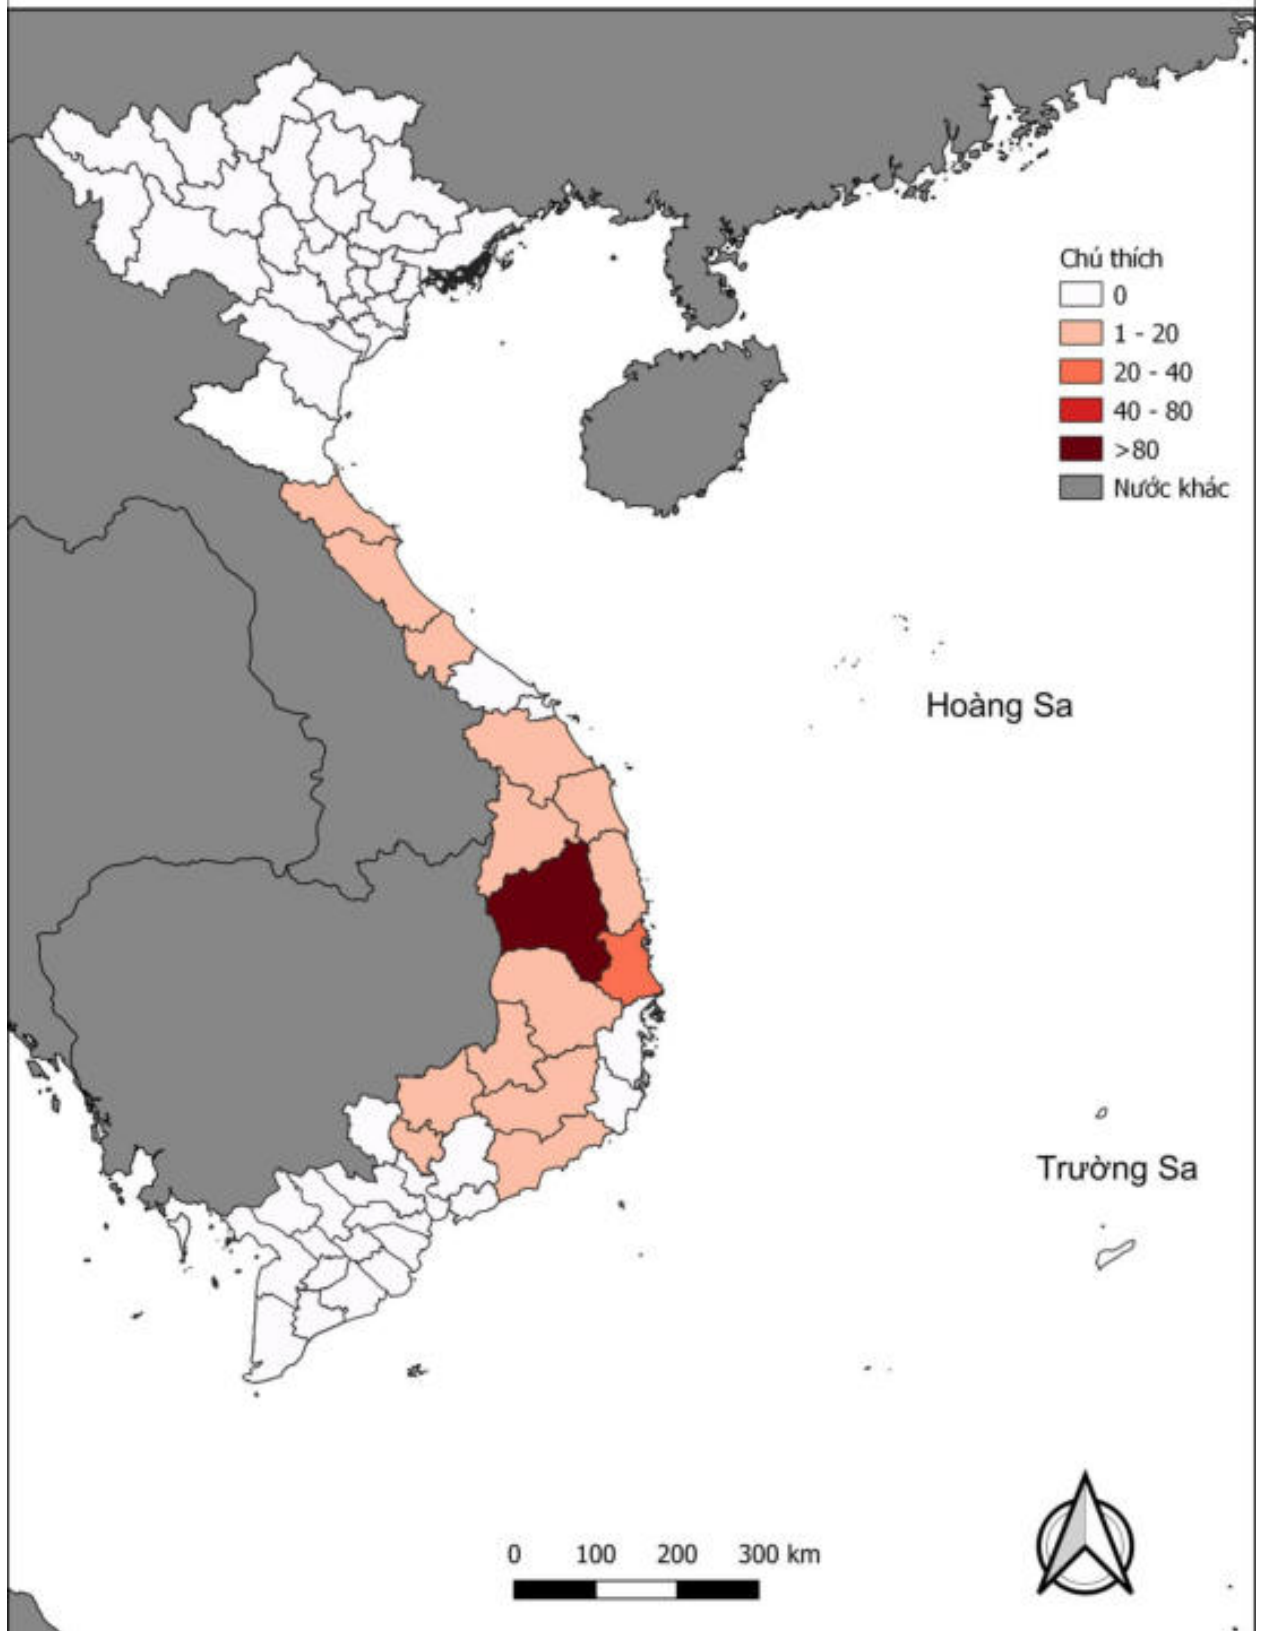 Chú thích
0
1 - 20
20 - 40
40 - 80
>80
Nước khác
Hoàng Sa
Trường Sa
0 100 200 300 km